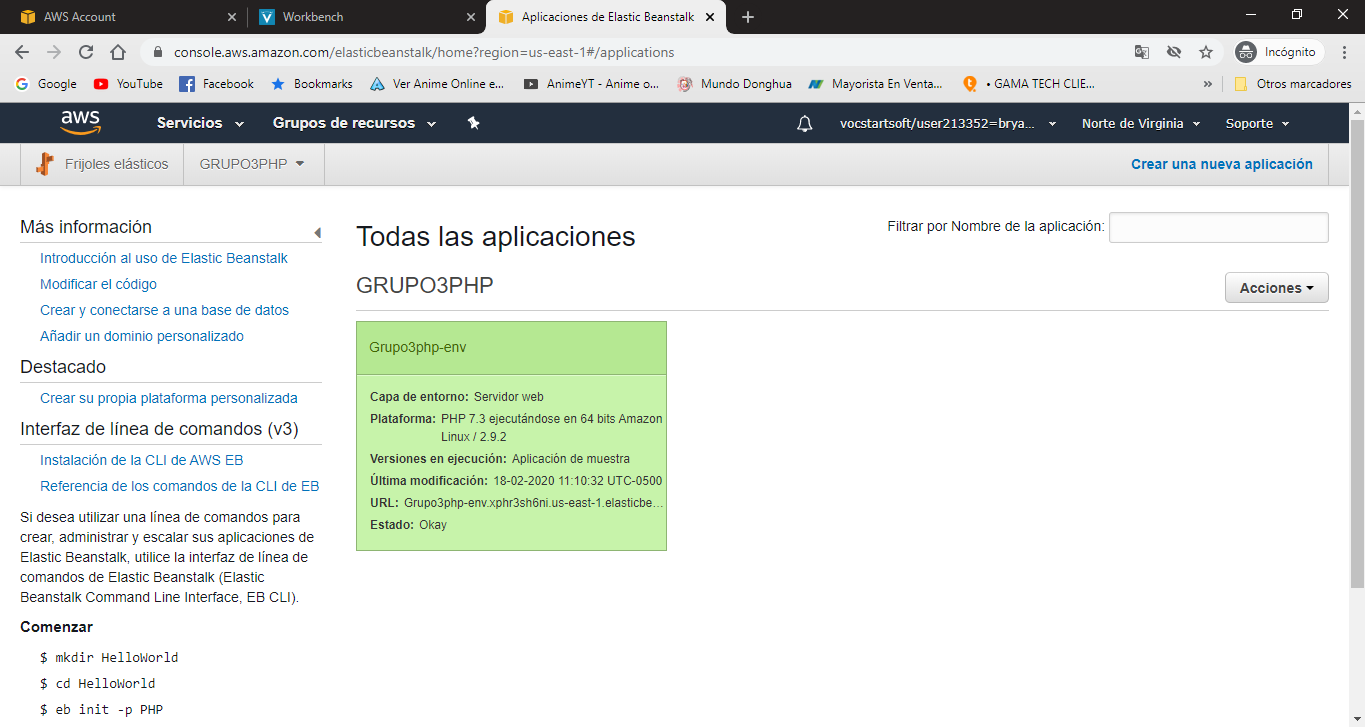 AWS Account
Workbench
Aplicaciones de Elastic Beanstalk
console.aws.amazon.com/elasticbeanstalk/home?region=us-east-1#/applications
Incógnito
Google
YouTube
Facebook
Bookmarks
Ver Anime Online e...
AnimeYT - Anime o...
Mundo Donghua
Mayorista En Venta...
• GAMA TECH CLIE...
»
Otros marcadores
aws
Servicios
Grupos de recursos
vocstartsoft/user213352=brya...
Norte de Virginia
Soporte
Frijoles elásticos
GRUPO3PHP
Crear una nueva aplicación
Más información
Introducción al uso de Elastic Beanstalk
Modificar el código
Crear y conectarse a una base de datos
Añadir un dominio personalizado
Destacado
Crear su propia plataforma personalizada
Interfaz de línea de comandos (v3)
Instalación de la CLI de AWS EB
Referencia de los comandos de la CLI de EB
Si desea utilizar una línea de comandos para
crear, administrar y escalar sus aplicaciones de
Elastic Beanstalk, utilice la interfaz de línea de
comandos de Elastic Beanstalk (Elastic
Beanstalk Command Line Interface, EB CLI).
Comenzar
$ mkdir HelloWorld
$ cd HelloWorld
$ eb init -p PHP
Todas las aplicaciones
Filtrar por Nombre de la aplicación:
GRUPO3PHP
Acciones
Grupo3php-env
Capa de entorno: Servidor web
Plataforma: PHP 7.3 ejecutándose en 64 bits Amazon
Linux / 2.9.2
Versiones en ejecución: Aplicación de muestra
Última modificación: 18-02-2020 11:10:32 UTC-0500
URL: Grupo3php-env.xphr3sh6ni.us-east-1.elasticbe...
Estado: Okay